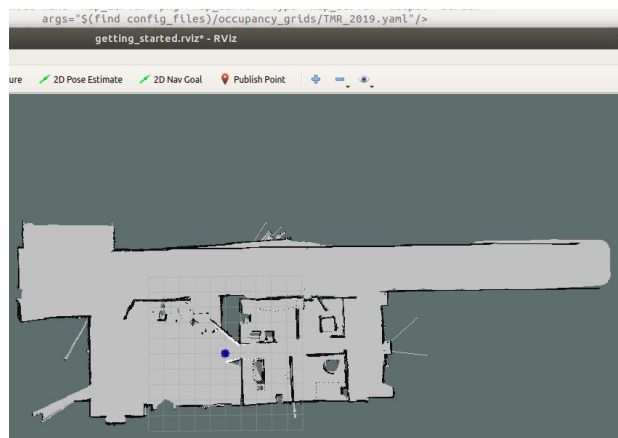 args="$(find config_files)/occupancy_grids/TMR_2019.yaml"/>
getting_started.rviz* - RViz
ure 2D Pose Estimate 2D Nav Goal Publish Point